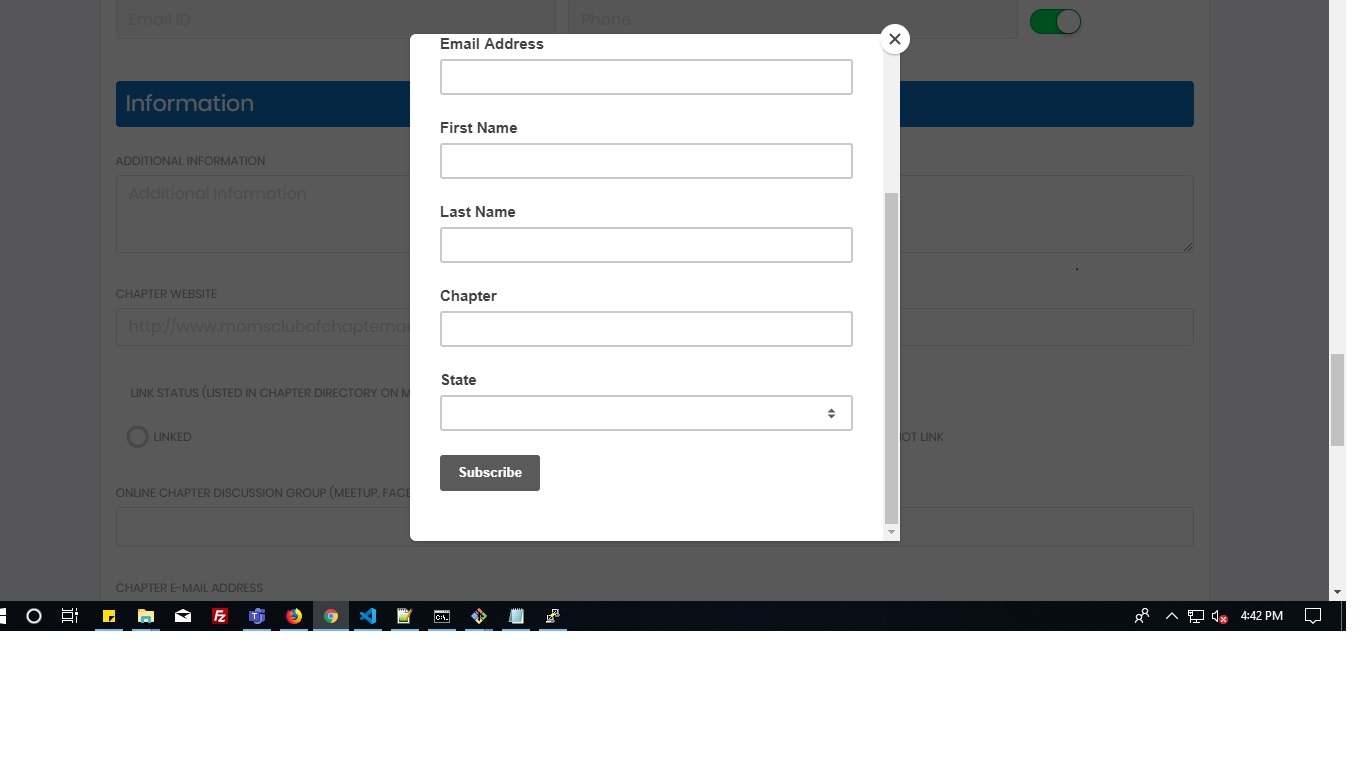 Email ID
Phone
Email Address
Information
First Name
ADDITIONAL INFORMATION
Additional Information
Last Name
CHAPTER WEBSITE
Chapter
http://www.momsclubofchapternam
State
LINK STATUS (LISTED IN CHAPTER DIRECTORY ON M
LINKED
OT LINK
Subscribe
ONLINE CHAPTER DISCUSSION GROUP (MEETUP, FACE
CHAPTER E-MAIL ADDRESS
Fz
4:42 PM